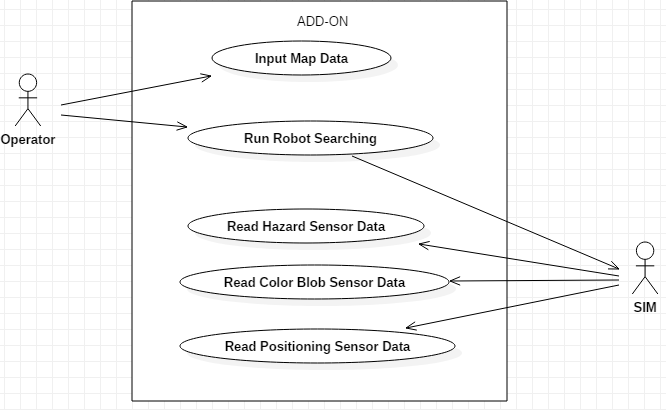 ADD-ON
Input Map Data
Operator
Run Robot Searching
Read Hazard Sensor Data
Read Color Blob Sensor Data
SIM
Read Positioning Sensor Data